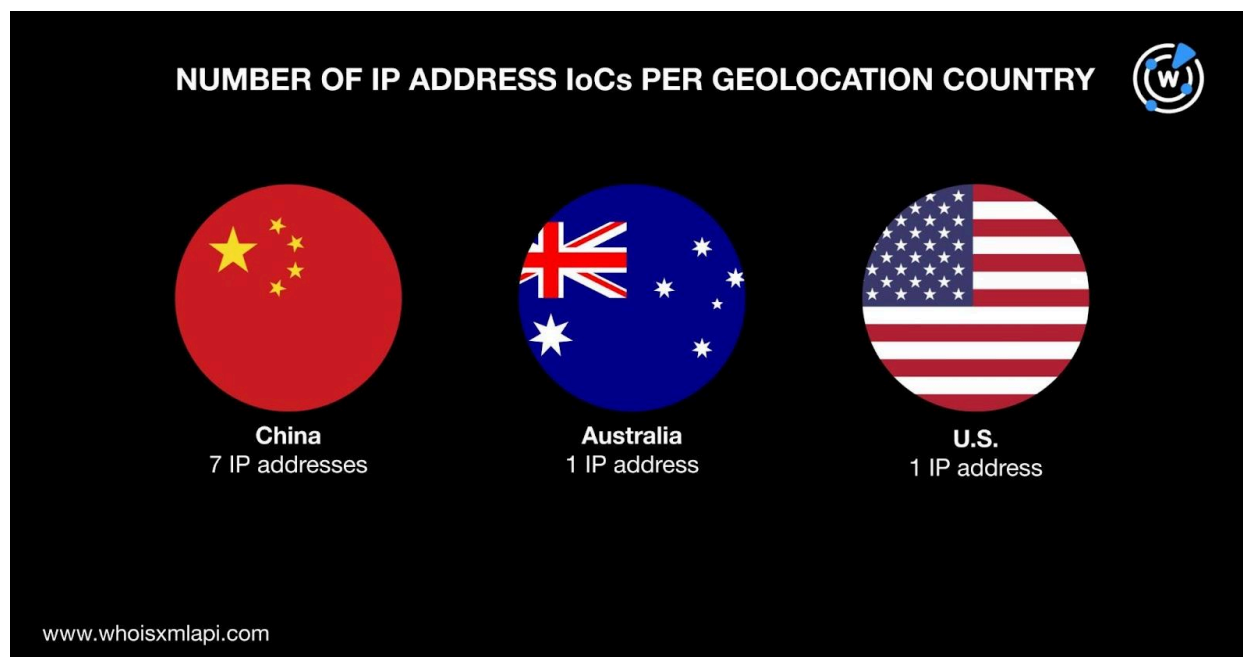 NUMBER OF IP ADDRESS IoCs PER GEOLOCATION COUNTRY
W
China
7 IP addresses
Australia
1 IP address
U.S.
1 IP address
www.whoisxmlapi.com